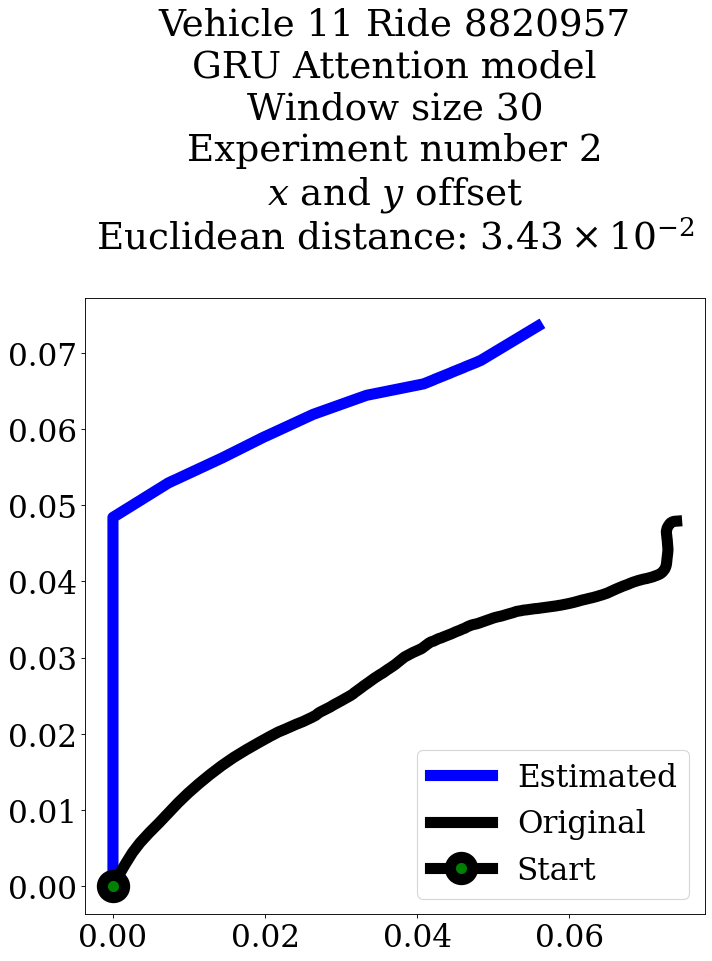 Vehicle 11 Ride 8820957
GRU Attention model
Window size 30
Experiment number 2
x and y offset
Euclidean distance: 3.43 × 10⁻²
0.07
0.06
0.05
0.04
0.03
0.02
0.01
0.00
Estimated
Original
Start
0.00 0.02 0.04 0.06